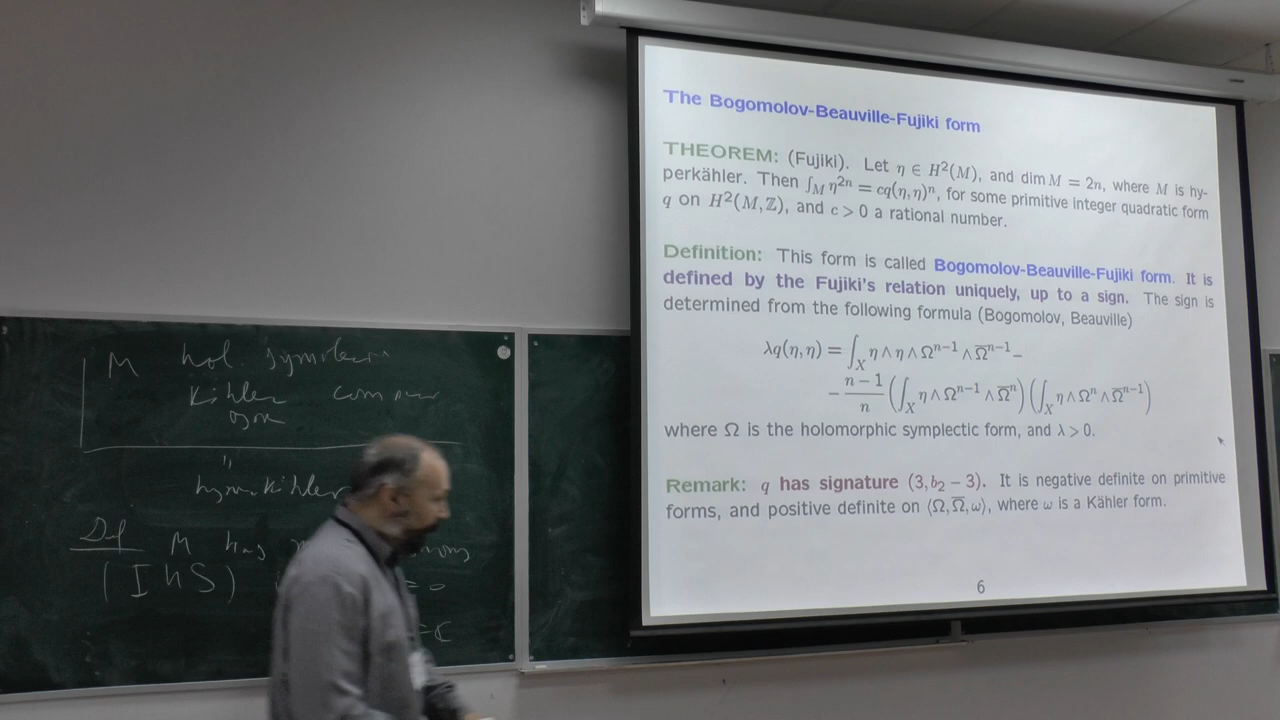 M hol.
Kähler
hyperkähler
Def M has
(IHS) = 0
= C
The Bogomolov-Beauville-Fujiki form
THEOREM: (Fujiki). Let η ∈ H²(M), and dim M = 2n, where M is hy-
perkähler. Then ∫_M η²ⁿ = cq(η, η)ⁿ, for some primitive integer quadratic form
q on H²(M, ℤ), and c > 0 a rational number.
Definition: This form is called Bogomolov-Beauville-Fujiki form. It is
defined by the Fujiki's relation uniquely, up to a sign. The sign is
determined from the following formula (Bogomolov, Beauville)
λq(η, η) = ∫_X η ∧ η ∧ Ω^{n−1} ∧ Ω̅^{n−1} −
− \frac{n−1}{n} (∫_X η ∧ Ω^{n−1} ∧ Ω̅^n) (∫_X η ∧ Ω^n ∧ Ω̅^{n−1})
where Ω is the holomorphic symplectic form, and λ > 0.
Remark: q has signature (3, b₂ − 3). It is negative definite on primitive
forms, and positive definite on ⟨Ω, Ω̅, ω⟩, where ω is a Kähler form.
6